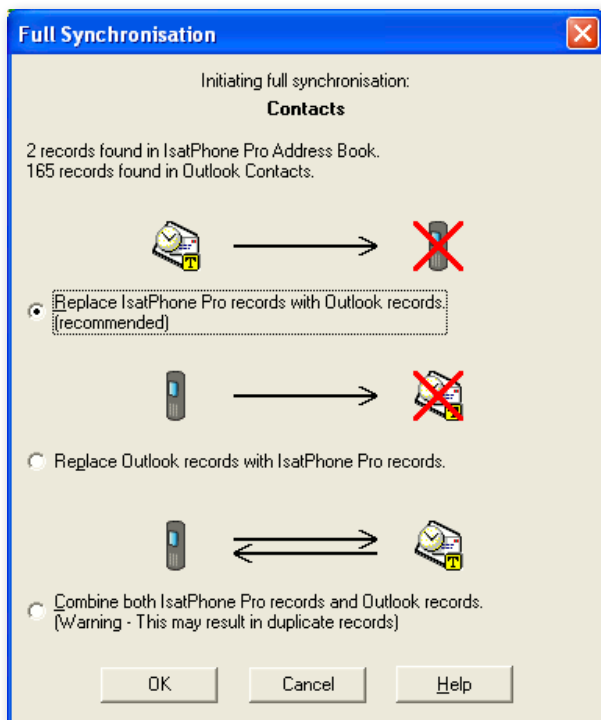 Full Synchronisation
Initiating full synchronisation:
Contacts
2 records found in IsatPhone Pro Address Book.
165 records found in Outlook Contacts.
T
Replace IsatPhone Pro records with Outlook records.
(recommended)
T
Replace Outlook records with IsatPhone Pro records.
T
Combine both IsatPhone Pro records and Outlook records.
(Warning - This may result in duplicate records)
OK Cancel Help